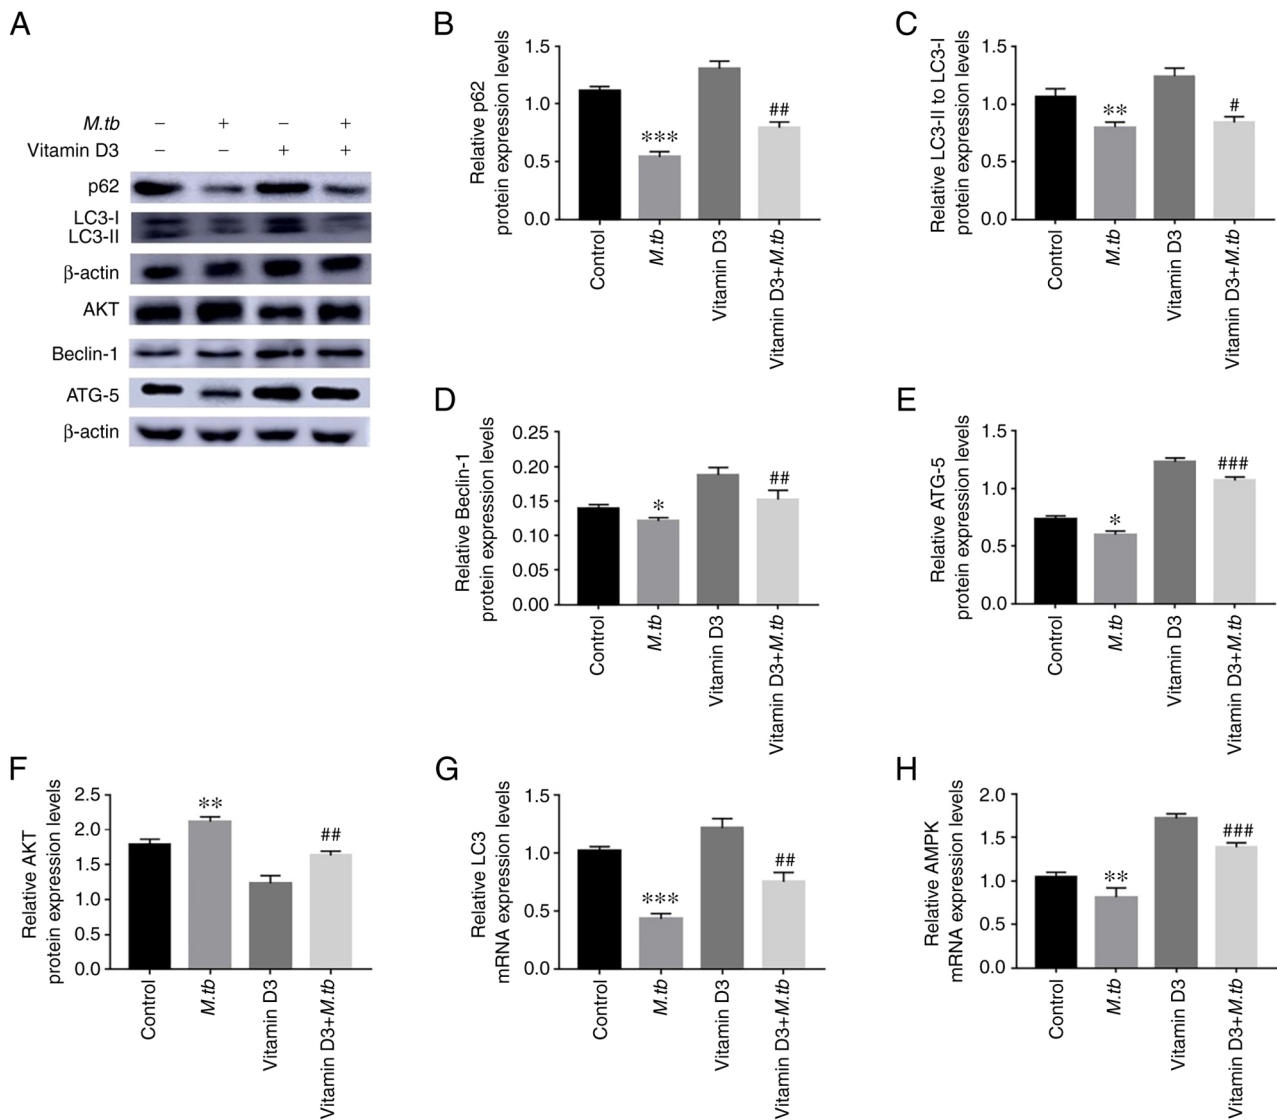 A
M.tb − + − +
Vitamin D3 − − + +
p62
LC3-I
LC3-II
β-actin
AKT
Beclin-1
ATG-5
β-actin
B
Relative p62
protein expression levels
1.5
1.0
0.5
0.0
***
##
Control
M.tb
Vitamin D3
Vitamin D3+M.tb
C
Relative LC3-II to LC3-I
protein expression levels
1.5
1.0
0.5
0.0
**
#
Control
M.tb
Vitamin D3
Vitamin D3+M.tb
D
Relative Beclin-1
protein expression levels
0.25
0.20
0.15
0.10
0.05
0.00
*
##
Control
M.tb
Vitamin D3
Vitamin D3+M.tb
E
Relative ATG-5
protein expression levels
1.5
1.0
0.5
0.0
*
###
Control
M.tb
Vitamin D3
Vitamin D3+M.tb
F
Relative AKT
protein expression levels
2.5
2.0
1.5
1.0
0.5
0.0
**
##
Control
M.tb
Vitamin D3
Vitamin D3+M.tb
G
Relative LC3
mRNA expression levels
1.5
1.0
0.5
0.0
***
##
Control
M.tb
Vitamin D3
Vitamin D3+M.tb
H
Relative AMPK
mRNA expression levels
2.0
1.5
1.0
0.5
0.0
**
###
Control
M.tb
Vitamin D3
Vitamin D3+M.tb